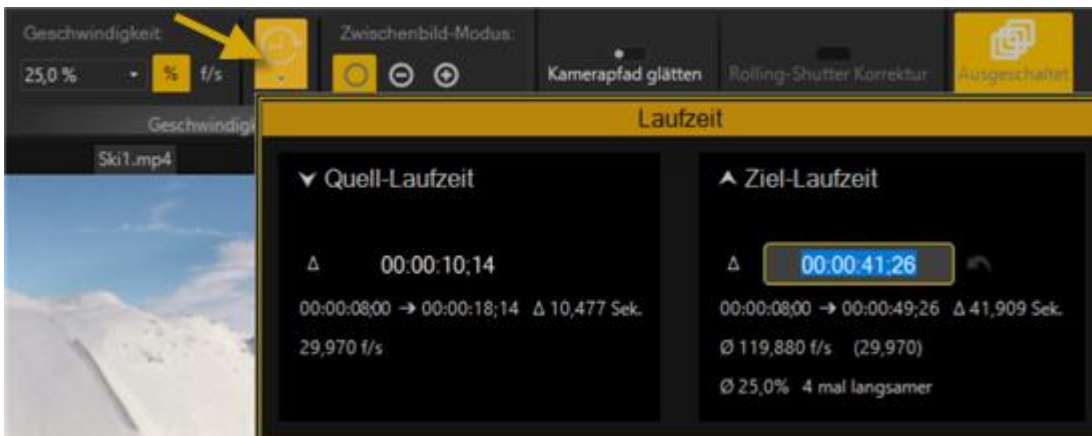 Geschwindigkeit:
Zwischenbild-Modus:
25,0 %
%
f/s
Kamerapfad glätten
Rolling-Shutter Korrektur
Ausgeschaltet
Geschwindig
Laufzeit
Ski1.mp4
Quell-Laufzeit
Ziel-Laufzeit
Δ 00:00:10;14
Δ 00:00:41;26
00:00:08;00 → 00:00:18;14 Δ 10,477 Sek.
00:00:08;00 → 00:00:49;26 Δ 41,909 Sek.
29,970 f/s
Ø 119,880 f/s (29,970)
Ø 25,0% 4 mal langsamer